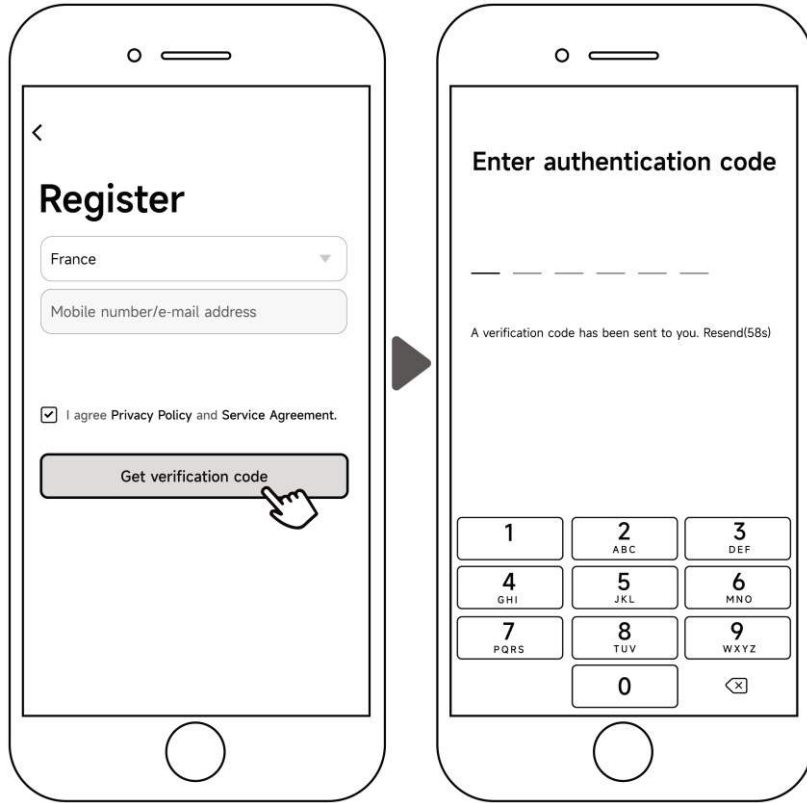 Register
France
Mobile number/e-mail address
I agree Privacy Policy and Service Agreement.
Get verification code
Enter authentication code
A verification code has been sent to you. Resend(58s)
1
2
ABC
3
DEF
4
GHI
5
JKL
6
MNO
7
PQRS
8
TUV
9
WXYZ
0